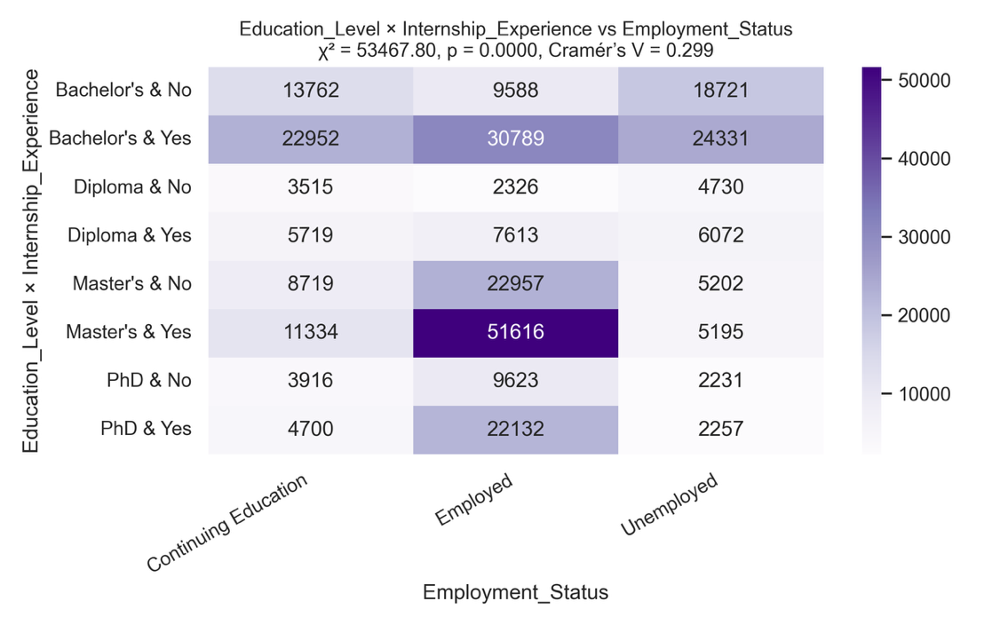 Education_Level × Internship_Experience vs Employment_Status
χ² = 53467.80, p = 0.0000, Cramér’s V = 0.299
Education_Level × Internship_Experience
Bachelor's & No 13762 9588 18721
Bachelor's & Yes 22952 30789 24331
Diploma & No 3515 2326 4730
Diploma & Yes 5719 7613 6072
Master's & No 8719 22957 5202
Master's & Yes 11334 51616 5195
PhD & No 3916 9623 2231
PhD & Yes 4700 22132 2257
Continuing Education Employed Unemployed
Employment_Status
50000
40000
30000
20000
10000